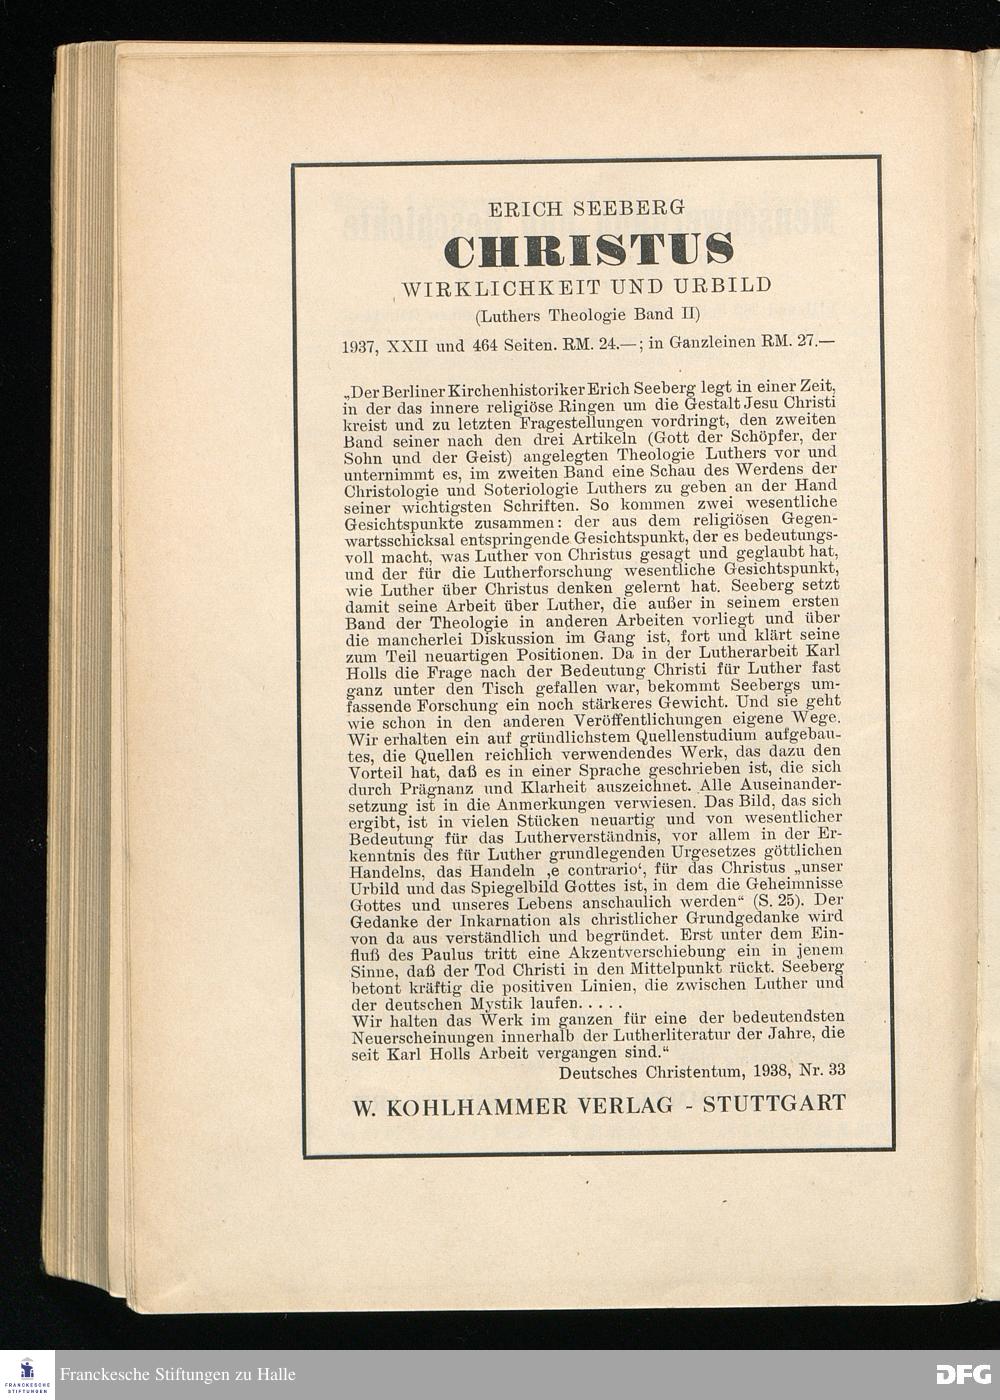 ERICH SEEBERG
CHRISTUS
WIRKLICHKEIT UND URBILD
(Luthers Theologie Band II)
1937, XXII und 464 Seiten. RM. 24.—; in Ganzleinen RM. 27.—
„Der Berliner Kirchenhistoriker Erich Seeberg legt in einer Zeit,
in der das innere religiöse Ringen um die Gestalt Jesu Christi
kreist und zu letzten Fragestellungen vordringt, den zweiten
Band seiner nach den drei Artikeln (Gott der Schöpfer, der
Sohn und der Geist) angelegten Theologie Luthers vor und
unternimmt es, im zweiten Band eine Schau des Werdens der
Christologie und Soteriologie Luthers zu geben an der Hand
seiner wichtigsten Schriften. So kommen zwei wesentliche
Gesichtspunkte zusammen: der aus dem religiösen Gegen-
wartsschicksal entspringende Gesichtspunkt, der es bedeutungs-
voll macht, was Luther von Christus gesagt und geglaubt hat,
und der für die Lutherforschung wesentliche Gesichtspunkt,
wie Luther über Christus denken gelernt hat. Seeberg setzt
damit seine Arbeit über Luther, die außer in seinem ersten
Band der Theologie in anderen Arbeiten vorliegt und über
die mancherlei Diskussion im Gang ist, fort und klärt seine
zum Teil neuartigen Positionen. Da in der Lutherarbeit Karl
Holls die Frage nach der Bedeutung Christi für Luther fast
ganz unter den Tisch gefallen war, bekommt Seebergs um-
fassende Forschung ein noch stärkeres Gewicht. Und sie geht
wie schon in den anderen Veröffentlichungen eigene Wege.
Wir erhalten ein auf gründlichstem Quellenstudium aufgebau-
tes, die Quellen reichlich verwendendes Werk, das dazu den
Vorteil hat, daß es in einer Sprache geschrieben ist, die sich
durch Prägnanz und Klarheit auszeichnet. Alle Auseinander-
setzung ist in die Anmerkungen verwiesen. Das Bild, das sich
ergibt, ist in vielen Stücken neuartig und von wesentlicher
Bedeutung für das Lutherverständnis, vor allem in der Er-
kenntnis des für Luther grundlegenden Urgesetzes göttlichen
Handelns, das Handeln ‚e contrario‘, für das Christus „unser
Urbild und das Spiegelbild Gottes ist, in dem die Geheimnisse
Gottes und unseres Lebens anschaulich werden“ (S. 25). Der
Gedanke der Inkarnation als christlicher Grundgedanke wird
von da aus verständlich und begründet. Erst unter dem Ein-
fluß des Paulus tritt eine Akzentverschiebung ein in jenem
Sinne, daß der Tod Christi in den Mittelpunkt rückt. Seeberg
betont kräftig die positiven Linien, die zwischen Luther und
der deutschen Mystik laufen. . . . .
Wir halten das Werk im ganzen für eine der bedeutendsten
Neuerscheinungen innerhalb der Lutherliteratur der Jahre, die
seit Karl Holls Arbeit vergangen sind.“
Deutsches Christentum, 1938, Nr. 33
W. KOHLHAMMER VERLAG - STUTTGART
FRANCKESCHE
STIFTUNGEN
Franckesche Stiftungen zu Halle
DFG